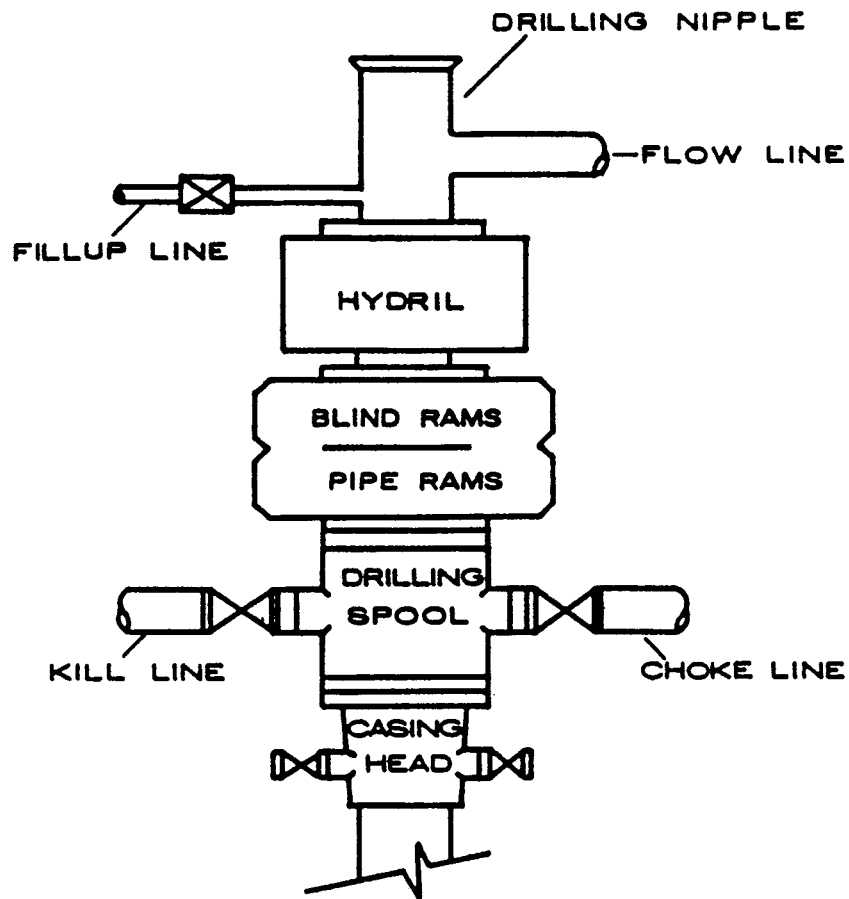 DRILLING NIPPLE
FLOW LINE
FILLUP LINE
HYDRIL
BLIND RAMS
PIPE RAMS
DRILLING
SPOOL
KILL LINE
CHOKE LINE
CASING
HEAD